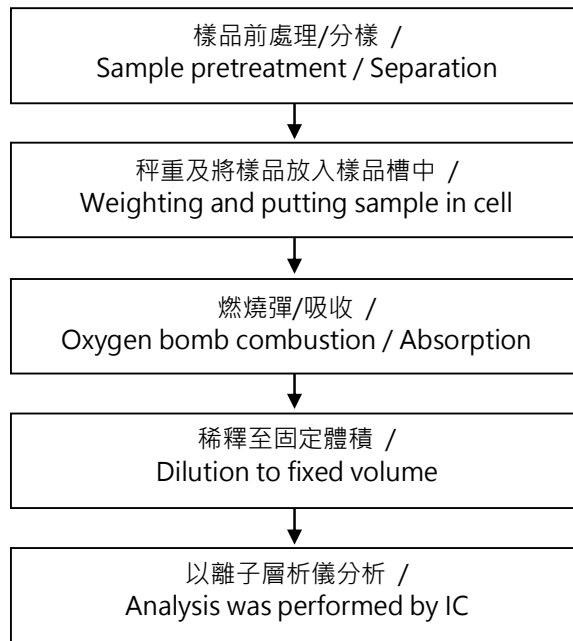 樣品前處理/分樣 /
Sample pretreatment / Separation
秤重及將樣品放入樣品槽中 /
Weighting and putting sample in cell
燃燒彈/吸收 /
Oxygen bomb combustion / Absorption
稀釋至固定體積 /
Dilution to fixed volume
以離子層析儀分析 /
Analysis was performed by IC